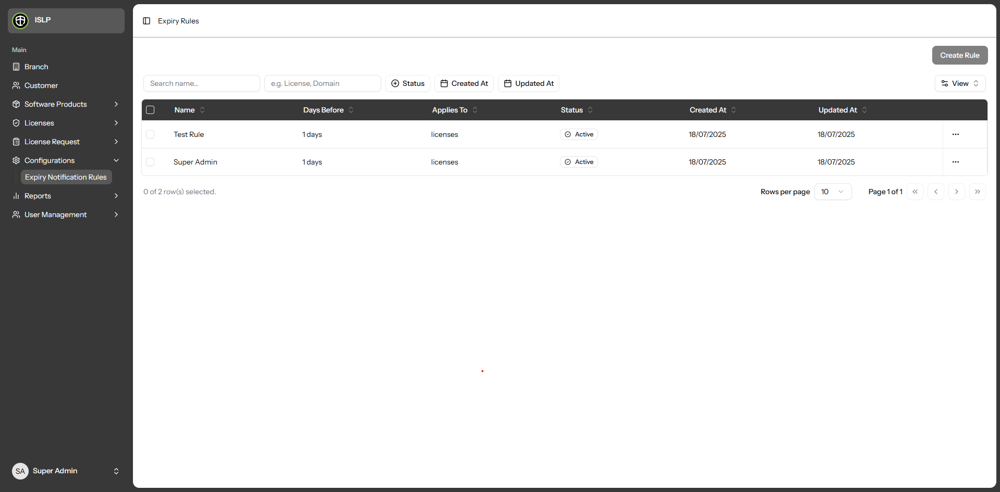 ISLP
Main
Branch
Customer
Software Products
Licenses
License Request
Configurations
Expiry Notification Rules
Reports
User Management
SA Super Admin
Expiry Rules
Create Rule
Search name... e.g. License, Domain Status Created At Updated At View
Name Days Before Applies To Status Created At Updated At
Test Rule 1 days licenses Active 18/07/2025 18/07/2025
Super Admin 1 days licenses Active 18/07/2025 18/07/2025
0 of 2 row(s) selected. Rows per page 10 Page 1 of 1